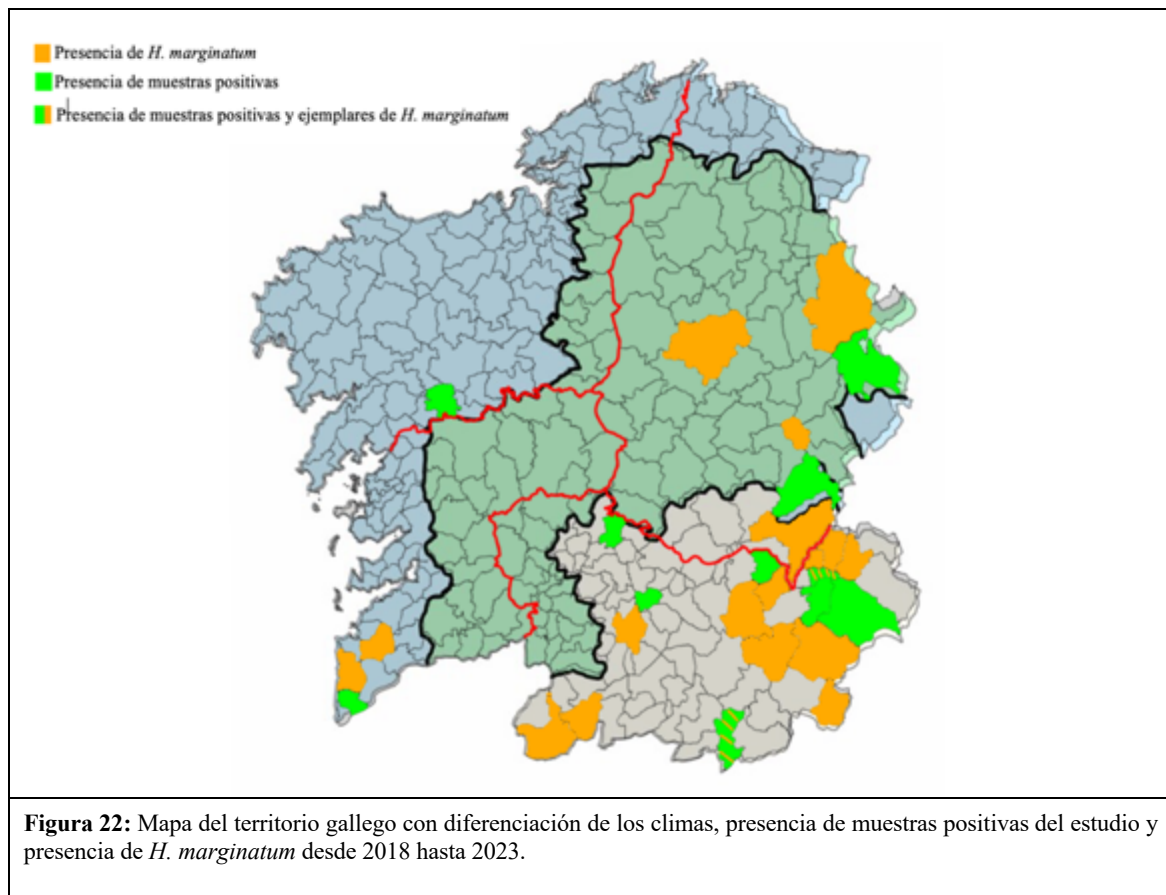 Presencia de H. marginatum
Presencia de muestras positivas
Presencia de muestras positivas y ejemplares de H. marginatum
Figura 22: Mapa del territorio gallego con diferenciación de los climas, presencia de muestras positivas del estudio y
presencia de H. marginatum desde 2018 hasta 2023.